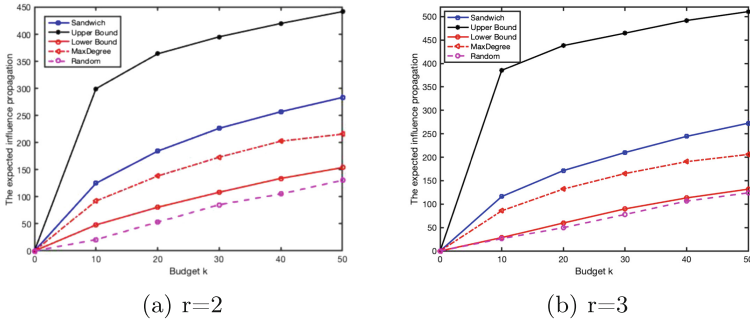 Sandwich
Upper Bound
Lower Bound
MaxDegree
Random
450
400
350
300
250
200
150
100
50
0
The expected influence propagation
0 10 20 30 40 50
Budget k
(a) r=2
Sandwich
Upper Bound
Lower Bound
MaxDegree
Random
500
450
400
350
300
250
200
150
100
50
0
The expected influence propagation
0 10 20 30 40 50
Budget k
(b) r=3